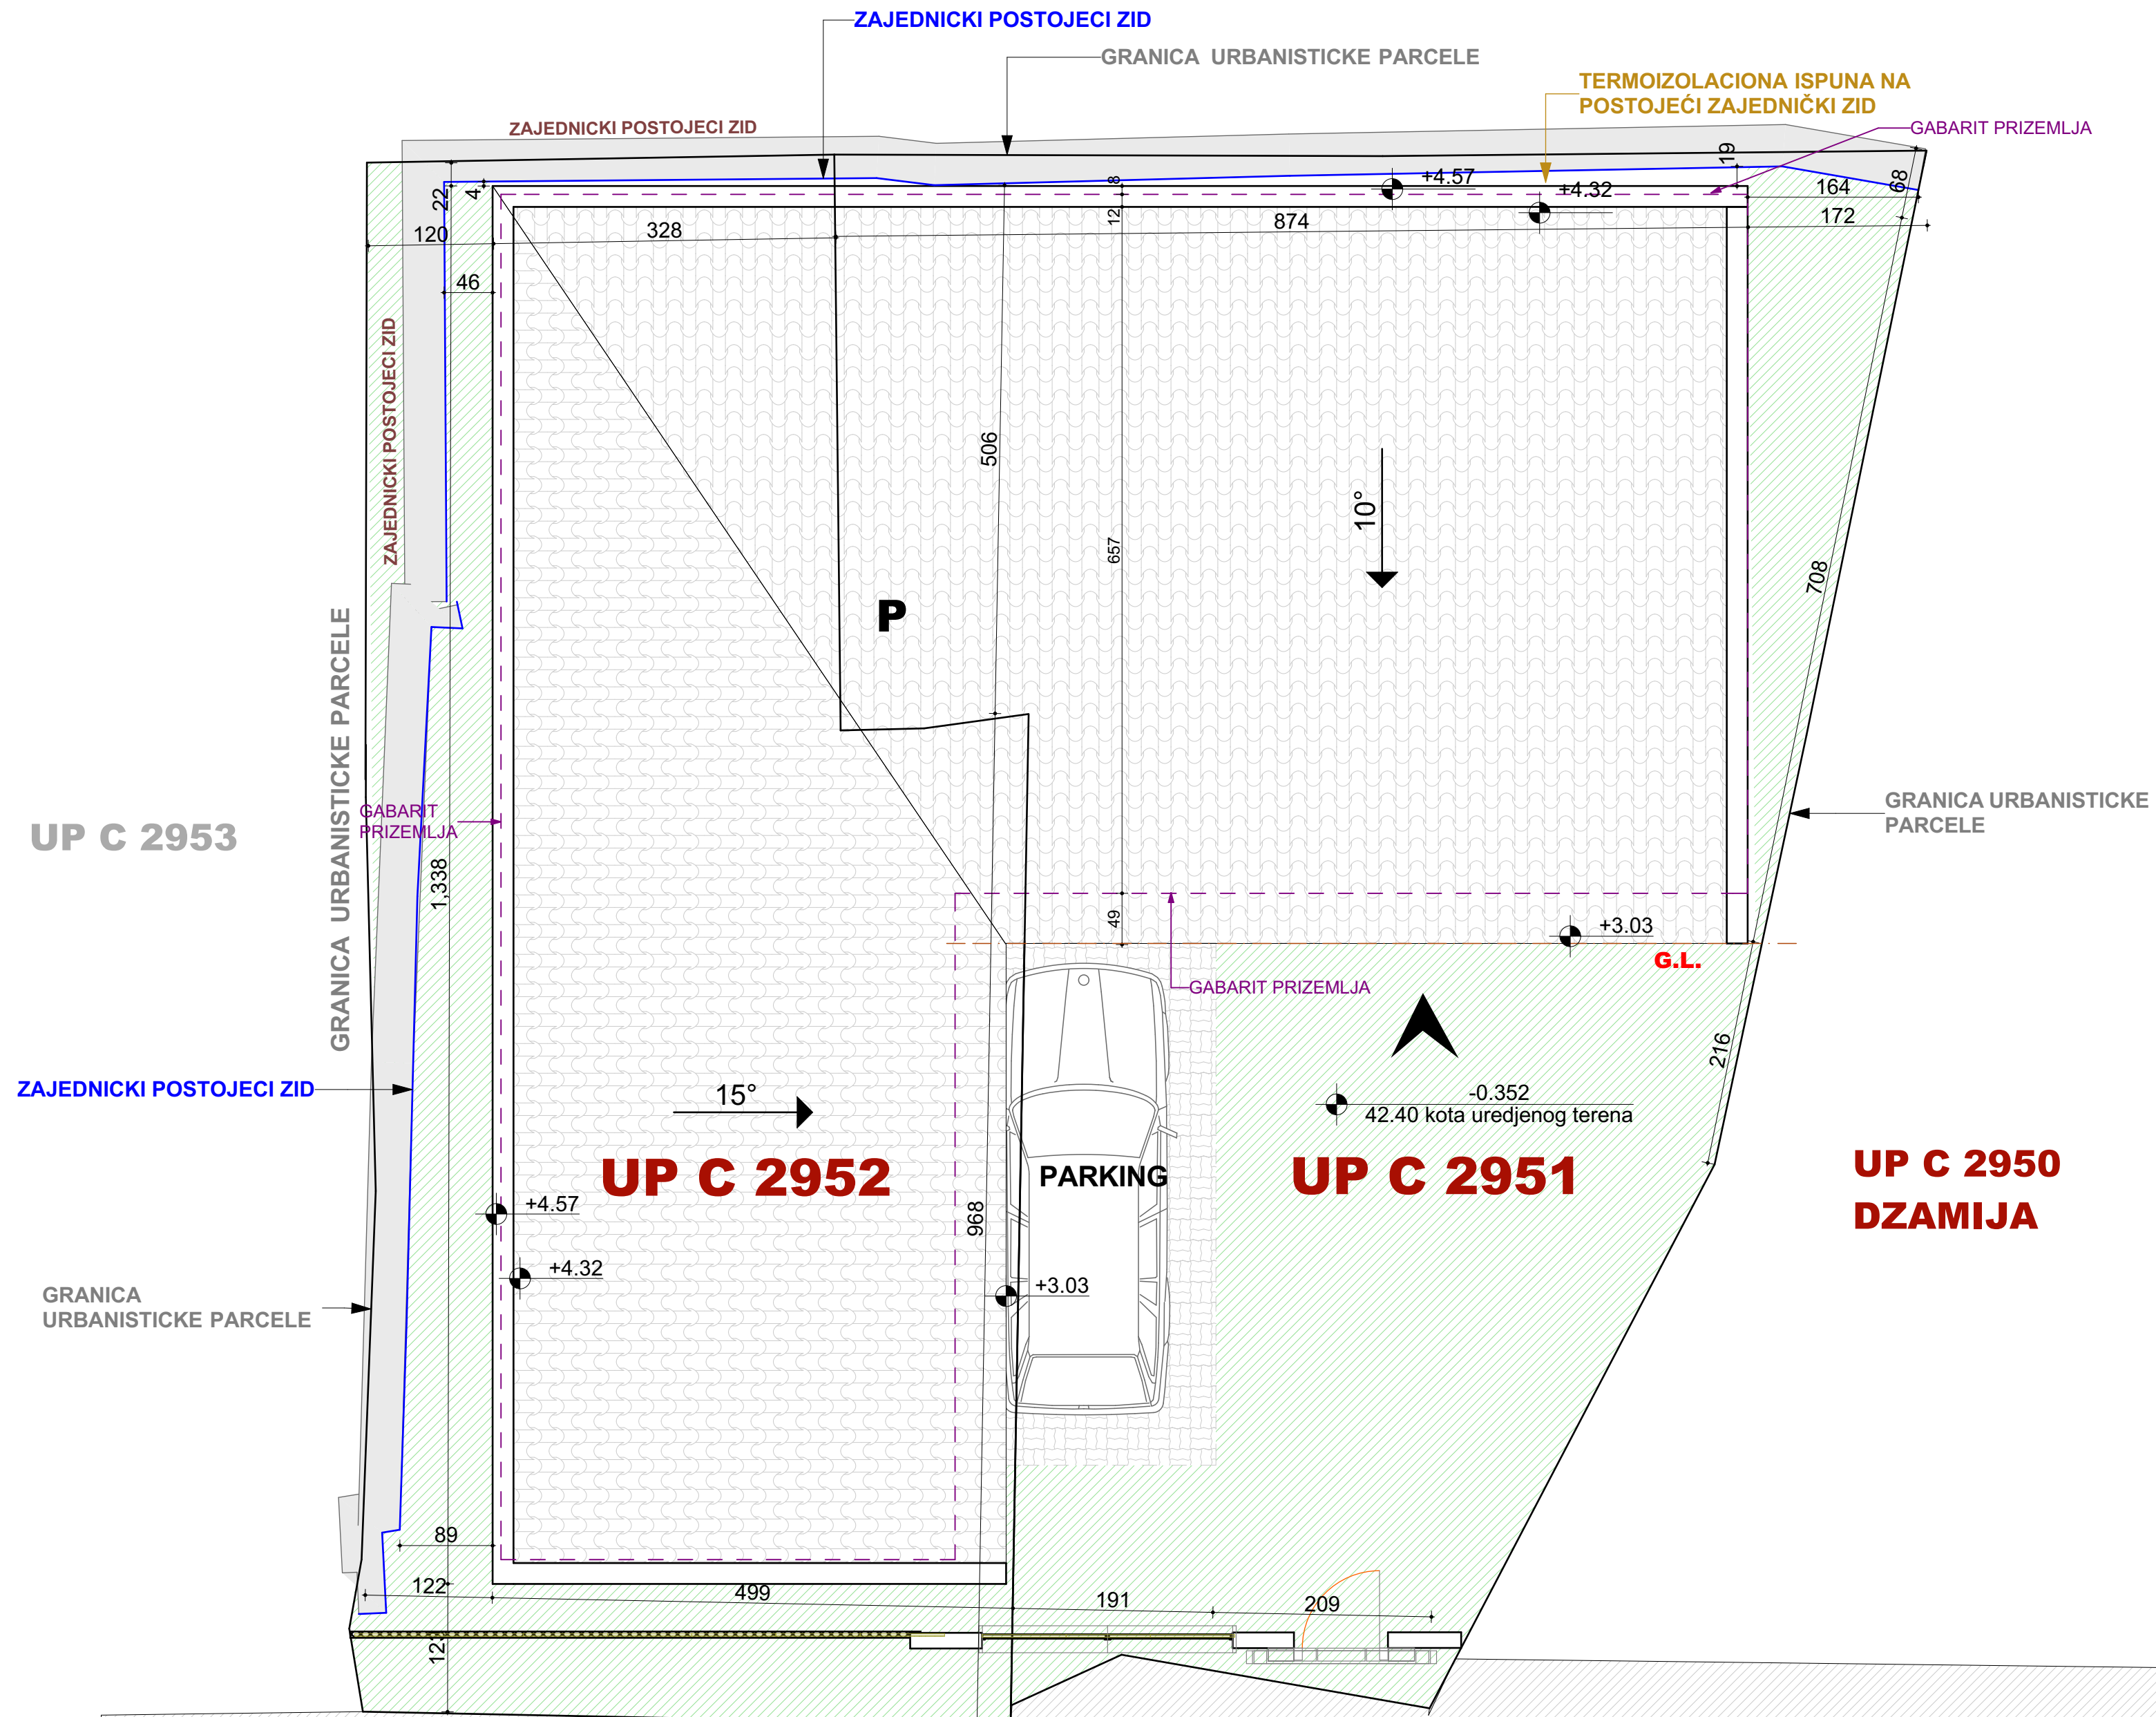 ZAJEDNICKI POSTOJECI ZID
GRANICA URBANISTICKE PARCELE
TERMOIZOLACIONA ISPUNA NA
POSTOJEĆI ZAJEDNIČKI ZID
ZAJEDNICKI POSTOJECI ZID
GABARIT PRIZEMLJA
19
68
22
4
8
+4.57
+4.32
164
12
120
328
874
172
46
ZAJEDNICKI POSTOJECI ZID
506
10°
657
708
P
GRANICA URBANISTICKE PARCELE
GABARIT
PRIZEMLJA
GRANICA URBANISTICKE
PARCELE
UP C 2953
1,338
49
+3.03
G.L.
GABARIT PRIZEMLJA
216
ZAJEDNICKI POSTOJECI ZID
15°
-0.352
42.40 kota uredjenog terena
UP C 2952
PARKING
UP C 2951
UP C 2950
DZAMIJA
+4.57
968
+4.32
+3.03
GRANICA
URBANISTICKE PARCELE
89
122
499
191
209
123